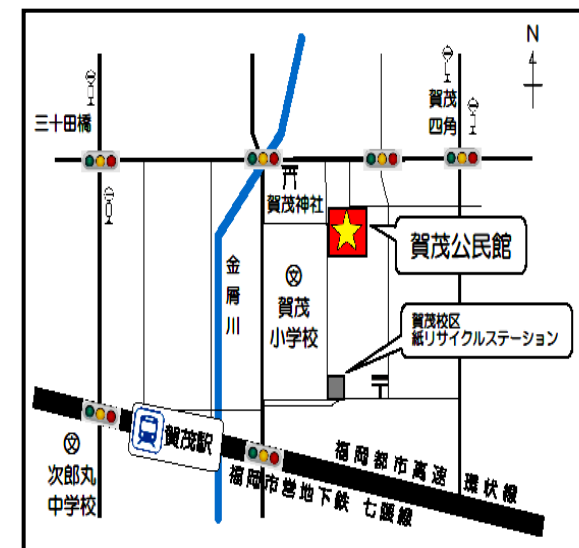 N
三十田橋
賀茂
四角
賀茂神社
賀茂公民館
金屑川
賀茂
小学校
賀茂校区
紙リサイクルステーション
賀茂駅
次郎丸
中学校
福岡都市高速 環状線
福岡市営地下鉄 七隈線